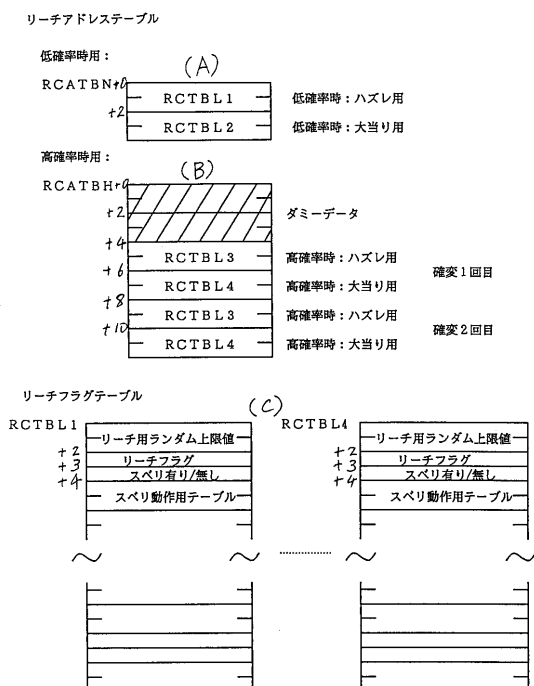 リーチアドレステーブル
低確率時用：
(A)
RCATBN+0
RCTBL1 低確率時：ハズレ用
+2
RCTBL2 低確率時：大当り用
高確率時用：
(B)
RCATBH+0
+2 ダミーデータ
+4
RCTBL3 高確率時：ハズレ用
+6 確変1回目
RCTBL4 高確率時：大当り用
+8
RCTBL3 高確率時：ハズレ用
+10 確変2回目
RCTBL4 高確率時：大当り用
リーチフラグテーブル
(C)
RCTBL1 RCTBL4
リーチ用ランダム上限値 リーチ用ランダム上限値
+2 +2
リーチフラグ リーチフラグ
+3 +3
スベリ有り/無し スベリ有り/無し
+4 +4
スベリ動作用テーブル スベリ動作用テーブル